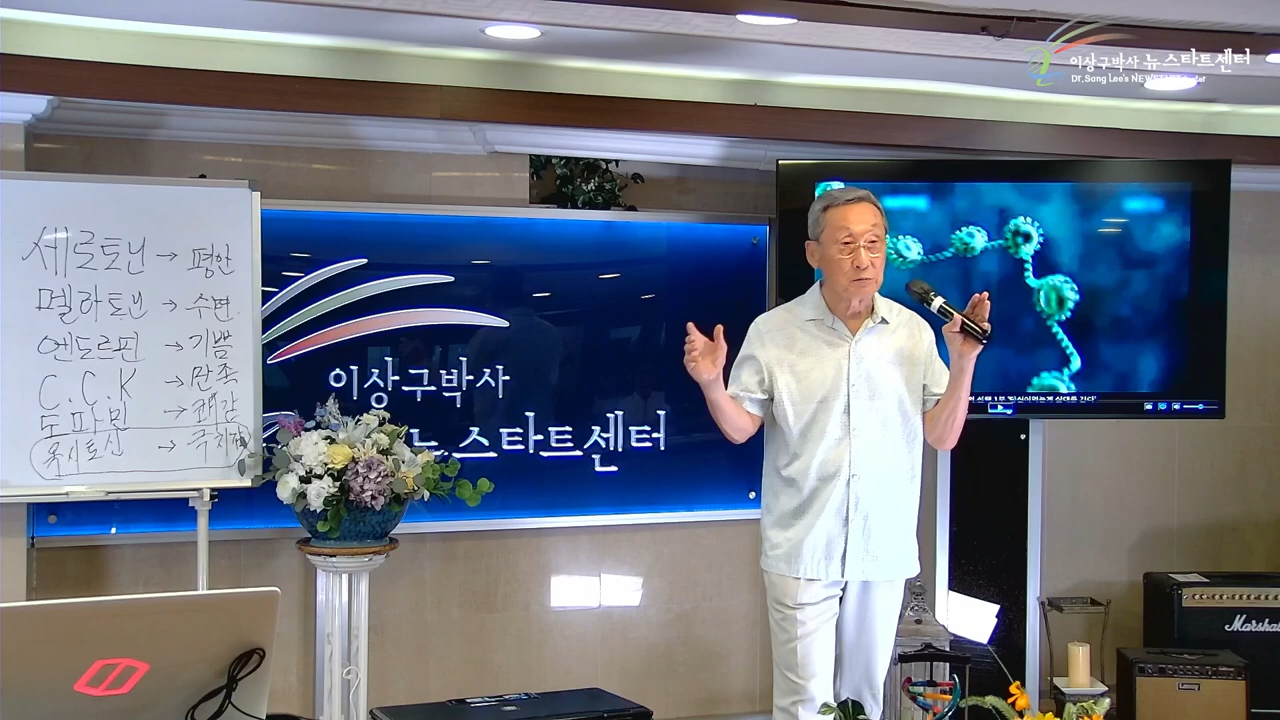 이상구박사 뉴스타트센터
Dr.Sang Lee's NEWSTART Center
세로토닌 → 평안
멜라토닌 → 수면
엔도르핀 → 기쁨
C.C.K → 만족
도파민 → 쾌감
옥시토신 →
이상구박사
뉴스타트센터
Marshall
Laney